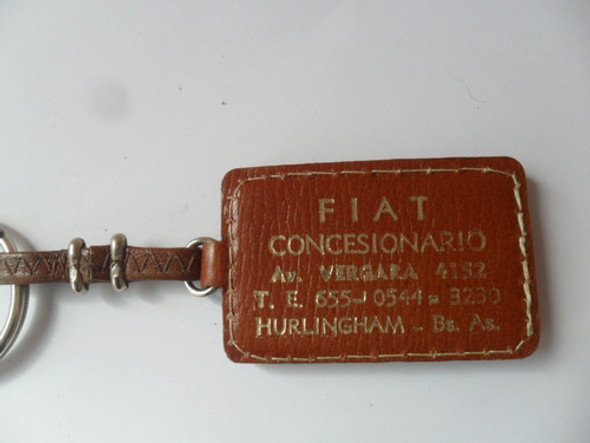 FIAT
CONCESIONARIO
Av. VERGARA 4152
T. E. 655-0544-3230
HURLINGHAM - Bs. As.